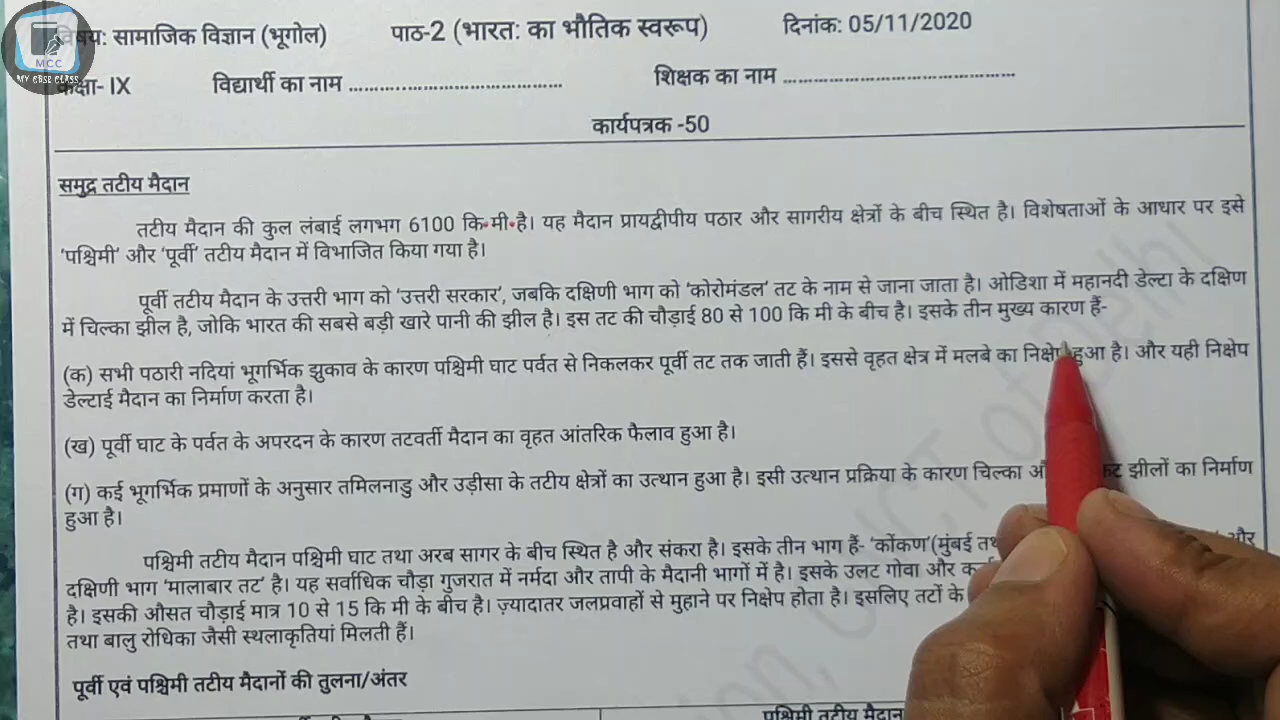 MCC
MY CBSE CLASS
विषय: सामाजिक विज्ञान (भूगोल) पाठ-2 (भारत: का भौतिक स्वरूप) दिनांक: 05/11/2020
कक्षा- IX विद्यार्थी का नाम ........................................ शिक्षक का नाम ...........................................
कार्यपत्रक -50
समुद्र तटीय मैदान
तटीय मैदान की कुल लंबाई लगभग 6100 कि.मी.है। यह मैदान प्रायद्वीपीय पठार और सागरीय क्षेत्रों के बीच स्थित है। विशेषताओं के आधार पर इसे
'पश्चिमी' और 'पूर्वी' तटीय मैदान में विभाजित किया गया है।
पूर्वी तटीय मैदान के उत्तरी भाग को 'उत्तरी सरकार', जबकि दक्षिणी भाग को 'कोरोमंडल' तट के नाम से जाना जाता है। ओडिशा में महानदी डेल्टा के दक्षिण
में चिल्का झील है, जोकि भारत की सबसे बड़ी खारे पानी की झील है। इस तट की चौड़ाई 80 से 100 कि मी के बीच है। इसके तीन मुख्य कारण हैं-
(क) सभी पठारी नदियां भूगर्भिक झुकाव के कारण पश्चिमी घाट पर्वत से निकलकर पूर्वी तट तक जाती हैं। इससे वृहत क्षेत्र में मलबे का निक्षेप हुआ है। और यही निक्षेप
डेल्टाई मैदान का निर्माण करता है।
(ख) पूर्वी घाट के पर्वत के अपरदन के कारण तटवर्ती मैदान का वृहत आंतरिक फैलाव हुआ है।
(ग) कई भूगर्भिक प्रमाणों के अनुसार तमिलनाडु और उड़ीसा के तटीय क्षेत्रों का उत्थान हुआ है। इसी उत्थान प्रक्रिया के कारण चिल्का झीलों का निर्माण
हुआ है।
पश्चिमी तटीय मैदान पश्चिमी घाट तथा अरब सागर के बीच स्थित है और संकरा है। इसके तीन भाग हैं- 'कोंकण'(मुंबई और
दक्षिणी भाग 'मालाबार तट' है। यह सर्वाधिक चौड़ा गुजरात में नर्मदा और तापी के मैदानी भागों में है। इसके उलट गोवा और
है। इसकी औसत चौड़ाई मात्र 10 से 15 कि मी के बीच है। ज़्यादातर जलप्रवाहों से मुहाने पर निक्षेप होता है। इसलिए तटों के
तथा बालु रोधिका जैसी स्थलाकृतियां मिलती हैं।
पूर्वी एवं पश्चिमी तटीय मैदानों की तुलना/अंतर
पश्चिमी तटीय मैदान